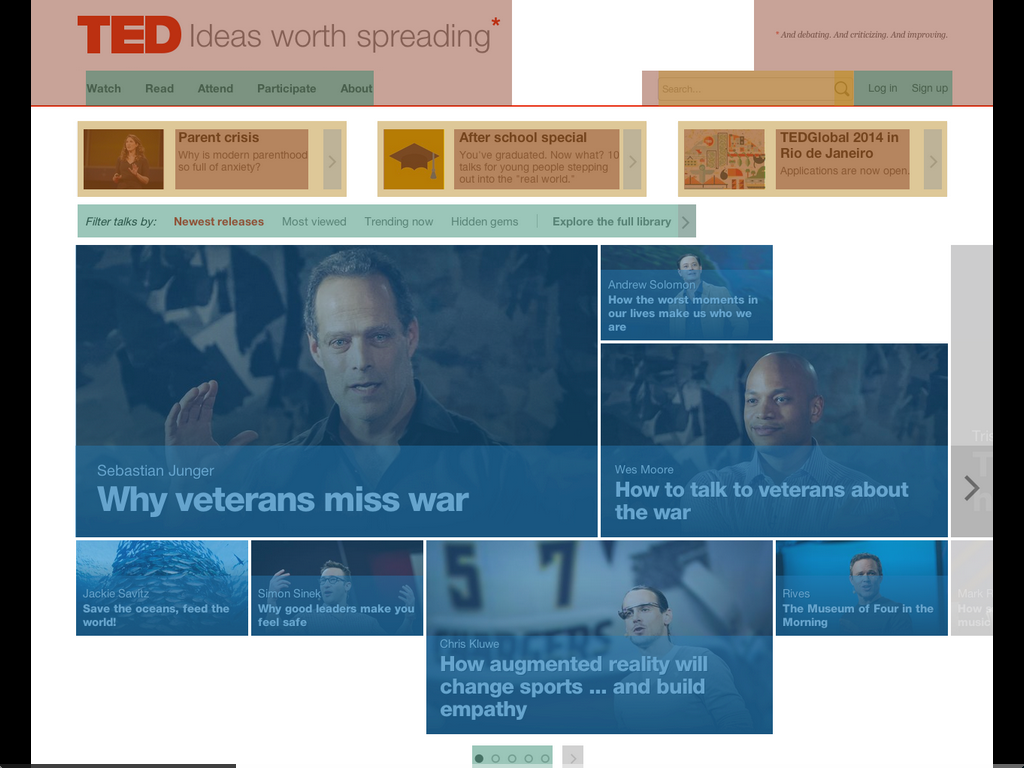 TED Ideas worth spreading*
* And debating. And criticizing. And improving.
Watch Read Attend Participate About
Search...
Log in Sign up
Parent crisis
Why is modern parenthood
so full of anxiety?
After school special
You've graduated. Now what? 10
talks for young people stepping
out into the "real world."
TEDGlobal 2014 in
Rio de Janeiro
Applications are now open.
Filter talks by: Newest releases Most viewed Trending now Hidden gems Explore the full library
Sebastian Junger
Why veterans miss war
Andrew Solomon
How the worst moments in
our lives make us who we
are
Wes Moore
How to talk to veterans about
the war
Jackie Savitz
Save the oceans, feed the
world!
Simon Sinek
Why good leaders make you
feel safe
5 7
Chris Kluwe
How augmented reality will
change sports ... and build
empathy
Rives
The Museum of Four in the
Morning
Mark
How
music